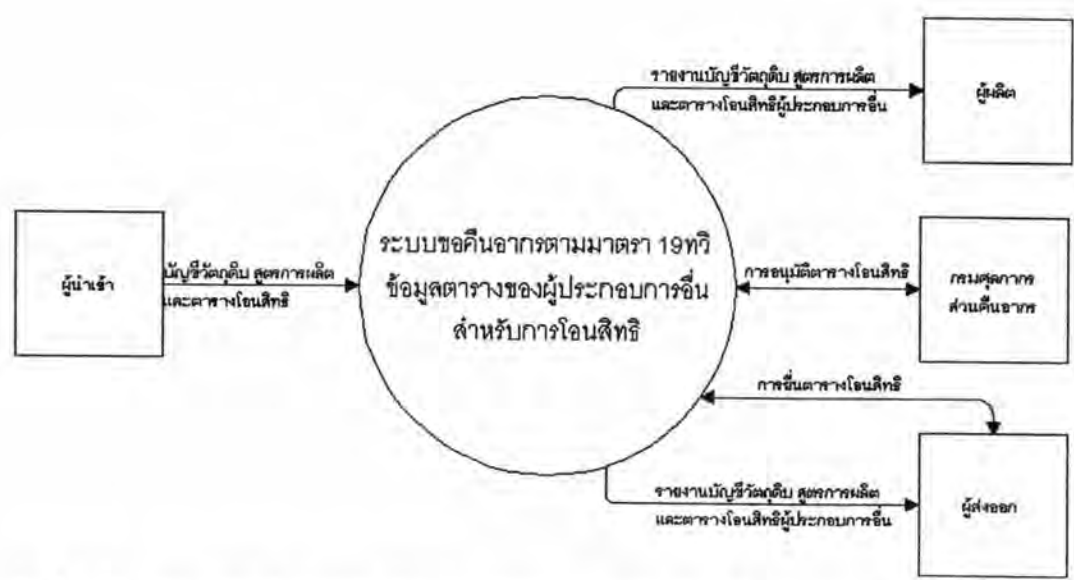 รายงานบัญชีวัตถุดิบ สูตรการผลิต
และตารางโอนสิทธิผู้ประกอบการอื่น
ผู้ผลิต
ผู้นำเข้า
บัญชีวัตถุดิบ สูตรการผลิต
และตารางโอนสิทธิ
ระบบขอคืนอากรตามมาตรา 19ทวิ
ข้อมูลตารางของผู้ประกอบการอื่น
สำหรับการโอนสิทธิ
การอนุมัติตารางโอนสิทธิ
กรมศุลกากร
ส่วนคืนอากร
การยื่นตารางโอนสิทธิ
รายงานบัญชีวัตถุดิบ สูตรการผลิต
และตารางโอนสิทธิผู้ประกอบการอื่น
ผู้ส่งออก